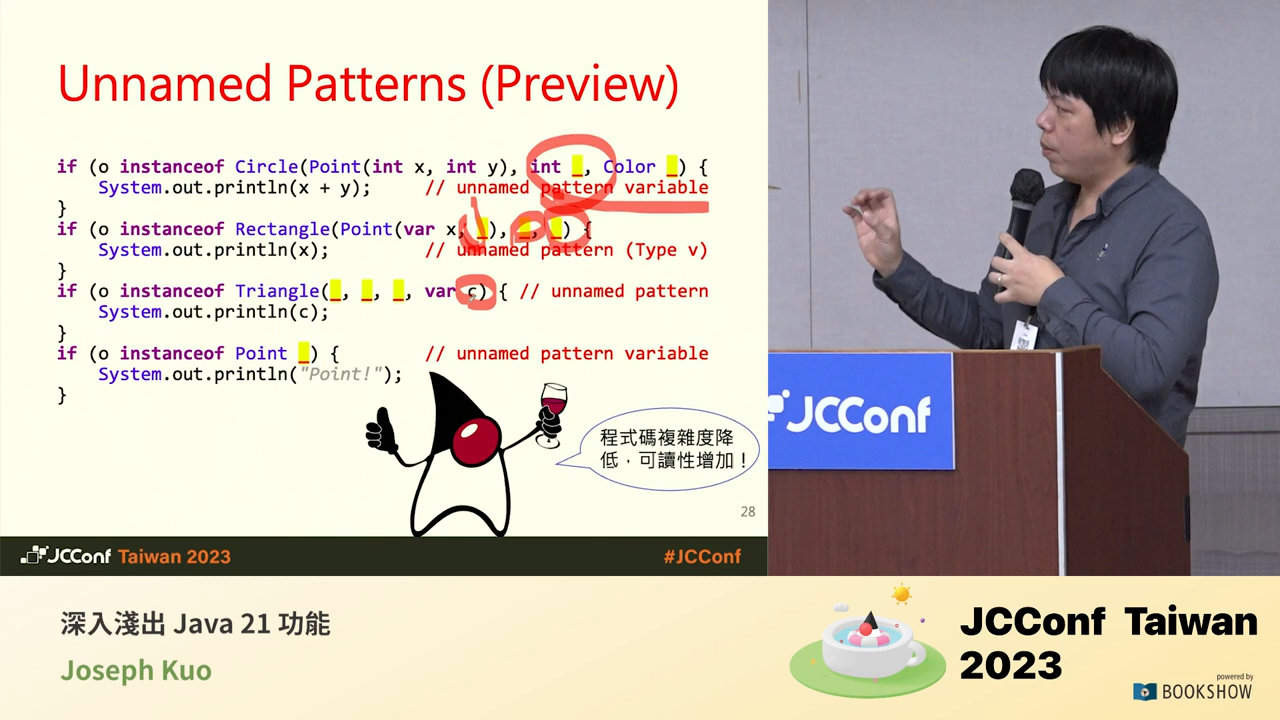 Unnamed Patterns (Preview)
if (o instanceof Circle(Point(int x, int y), int _, Color _) {
System.out.println(x + y); // unnamed pattern variable
}
if (o instanceof Rectangle(Point(var x, _), _, _) {
System.out.println(x); // unnamed pattern (Type v)
}
if (o instanceof Triangle(_, _, _, var c) { // unnamed pattern
System.out.println(c);
}
if (o instanceof Point _) { // unnamed pattern variable
System.out.println("Point!");
}
程式碼複雜度降
低，可讀性增加！
28
JCConf Taiwan 2023
#JCConf
JCConf
深入淺出 Java 21 功能
Joseph Kuo
JCConf Taiwan
2023
powered by
BOOKSHOW